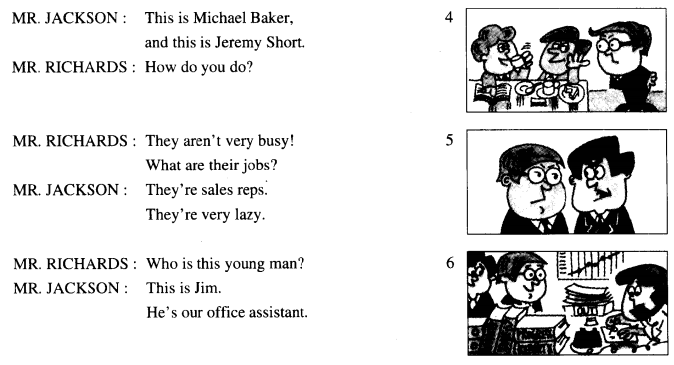 MR. JACKSON : This is Michael Baker, 4
and this is Jeremy Short.
MR. RICHARDS : How do you do?
MR. RICHARDS : They aren't very busy! 5
What are their jobs?
MR. JACKSON : They're sales reps.
They're very lazy.
MR. RICHARDS : Who is this young man? 6
MR. JACKSON : This is Jim.
He's our office assistant.